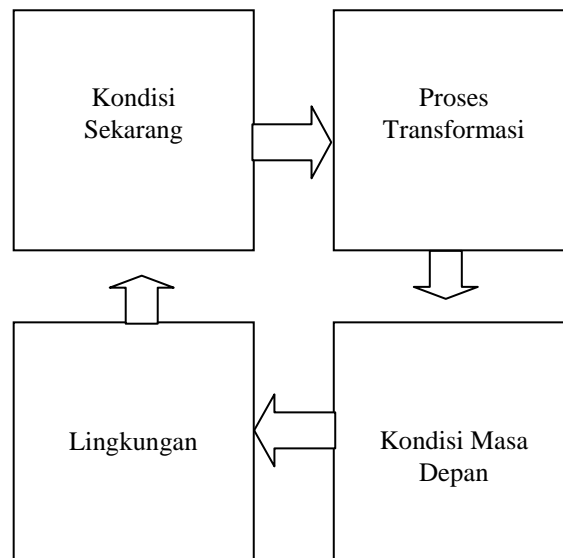 Kondisi
Sekarang
Proses
Transformasi
Lingkungan
Kondisi Masa
Depan